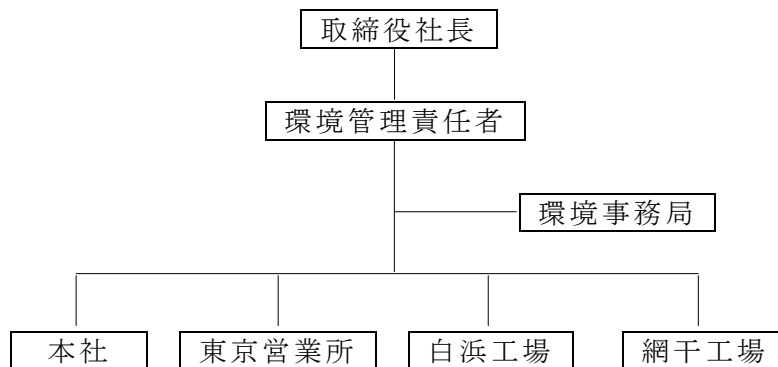 取締役社長
環境管理責任者
環境事務局
本社
東京営業所
白浜工場
網干工場